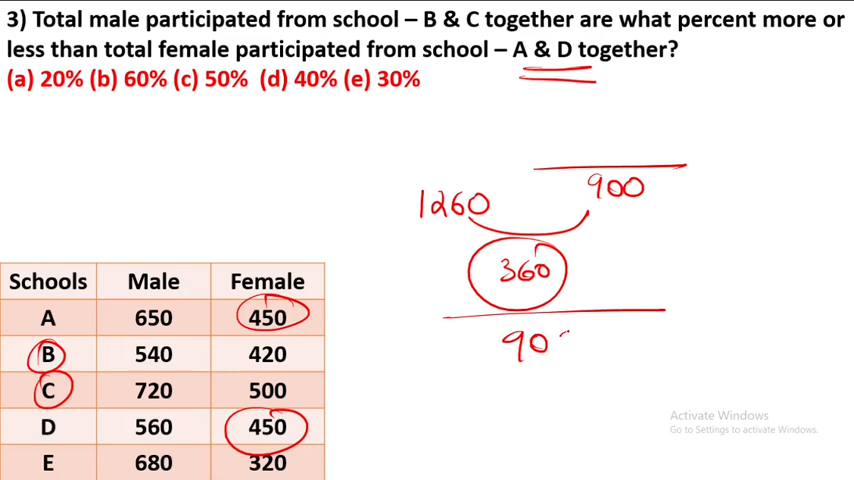 3) Total male participated from school – B & C together are what percent more or
less than total female participated from school – A & D together?
(a) 20% (b) 60% (c) 50% (d) 40% (e) 30%
900
1260
360
90
Schools Male Female
A 650 450
B 540 420
C 720 500
D 560 450
E 680 320
Activate Windows
Go to Settings to activate Windows.